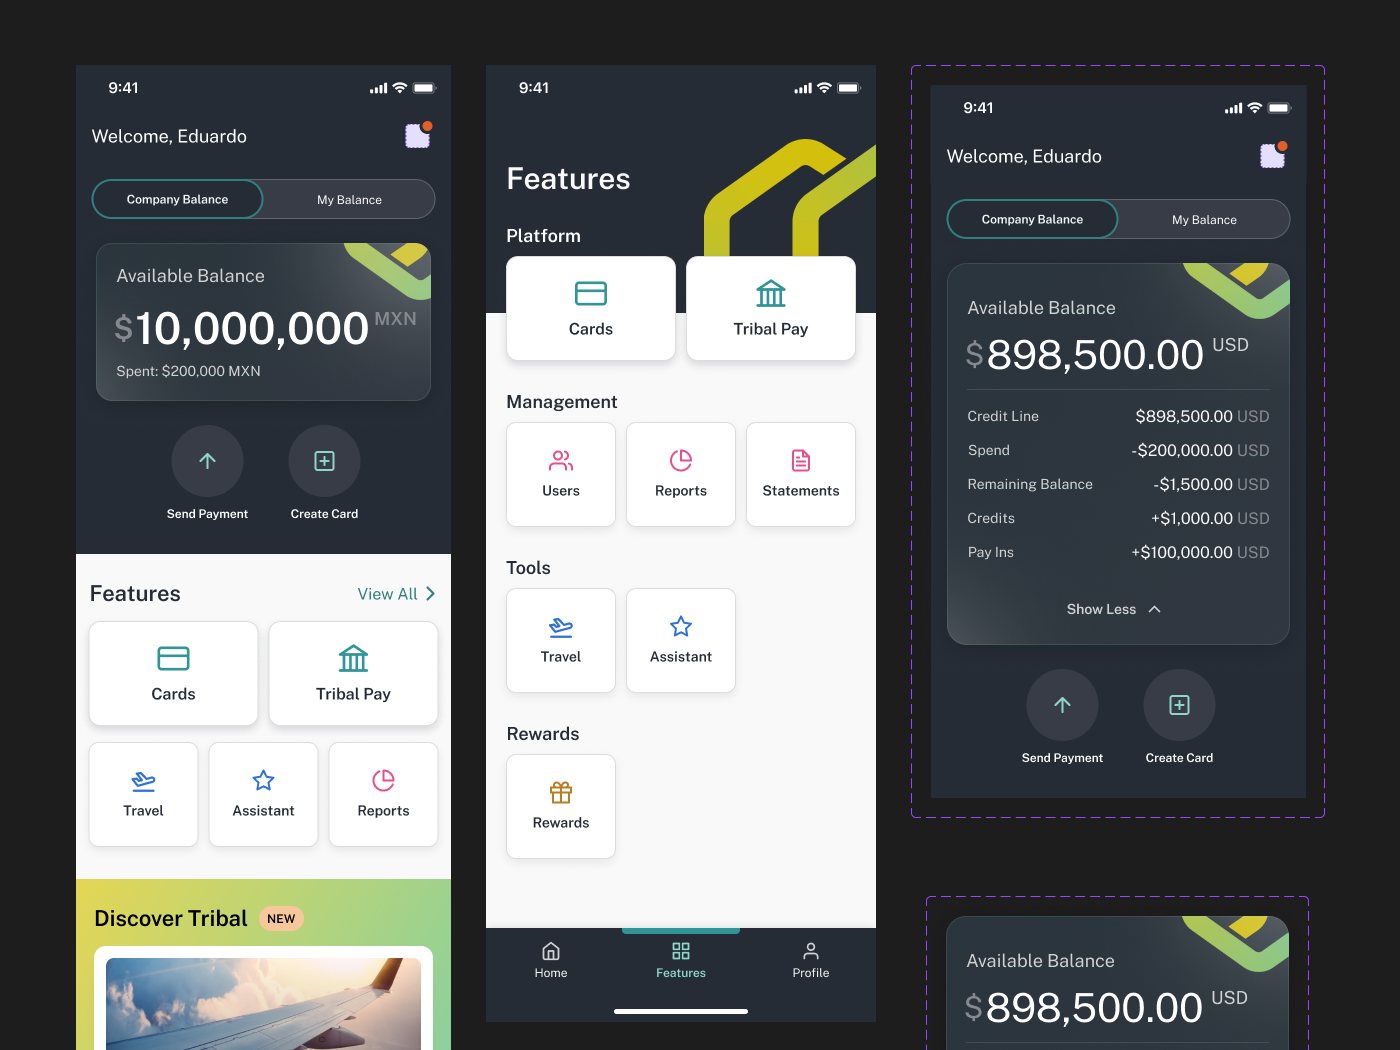 9:41
Welcome, Eduardo
Company Balance
My Balance
Available Balance
$10,000,000 MXN
Spent: $200,000 MXN
Send Payment
Create Card
Features
View All
Cards
Tribal Pay
Travel
Assistant
Reports
Discover Tribal
NEW
9:41
Features
Platform
Cards
Tribal Pay
Management
Users
Reports
Statements
Tools
Travel
Assistant
Rewards
Rewards
Home
Features
Profile
9:41
Welcome, Eduardo
Company Balance
My Balance
Available Balance
$898,500.00 USD
Credit Line $898,500.00 USD
Spend -$200,000.00 USD
Remaining Balance -$1,500.00 USD
Credits +$1,000.00 USD
Pay Ins +$100,000.00 USD
Show Less
Send Payment
Create Card
Available Balance
$898,500.00 USD